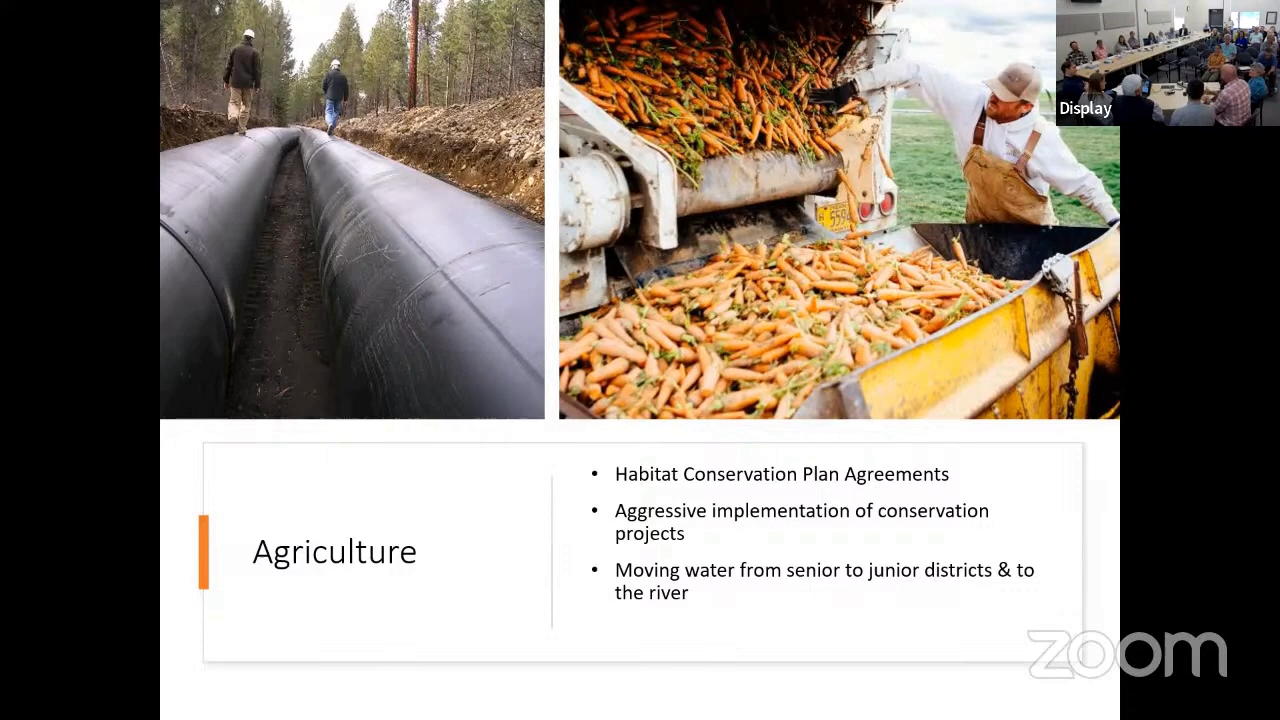 Display
559
Agriculture
• Habitat Conservation Plan Agreements
• Aggressive implementation of conservation
projects
• Moving water from senior to junior districts & to
the river
zoom